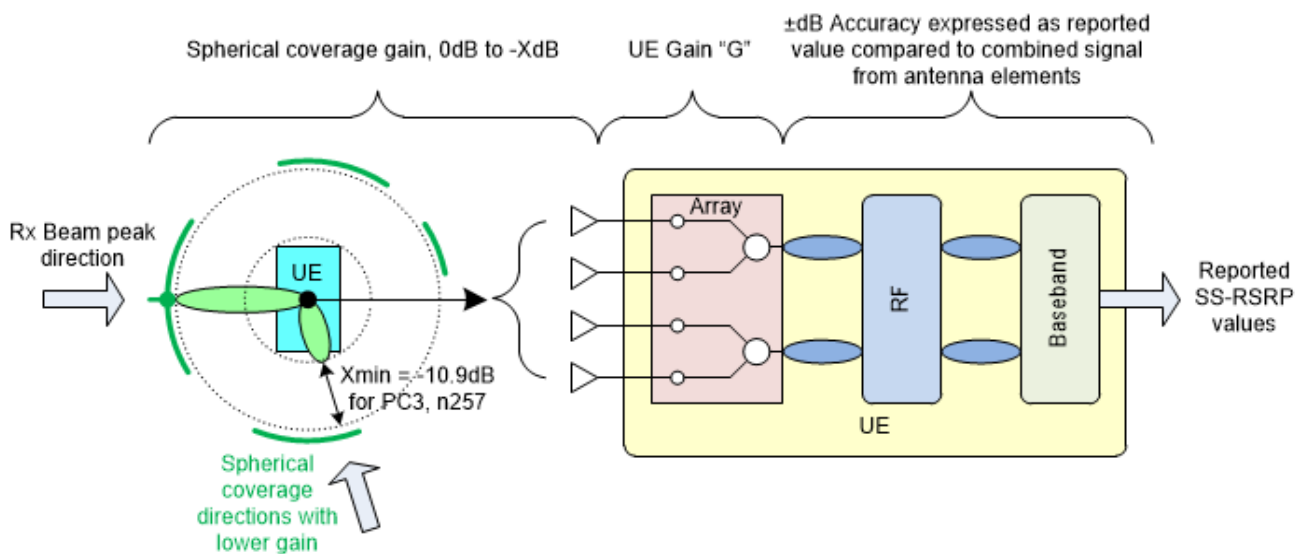 Spherical coverage gain, 0dB to -XdB
UE Gain “G”
±dB Accuracy expressed as reported
value compared to combined signal
from antenna elements
Rx Beam peak
direction
UE
Xmin = -10.9dB
for PC3, n257
Spherical
coverage
directions with
lower gain
Array
RF
Baseband
UE
Reported
SS-RSRP
values